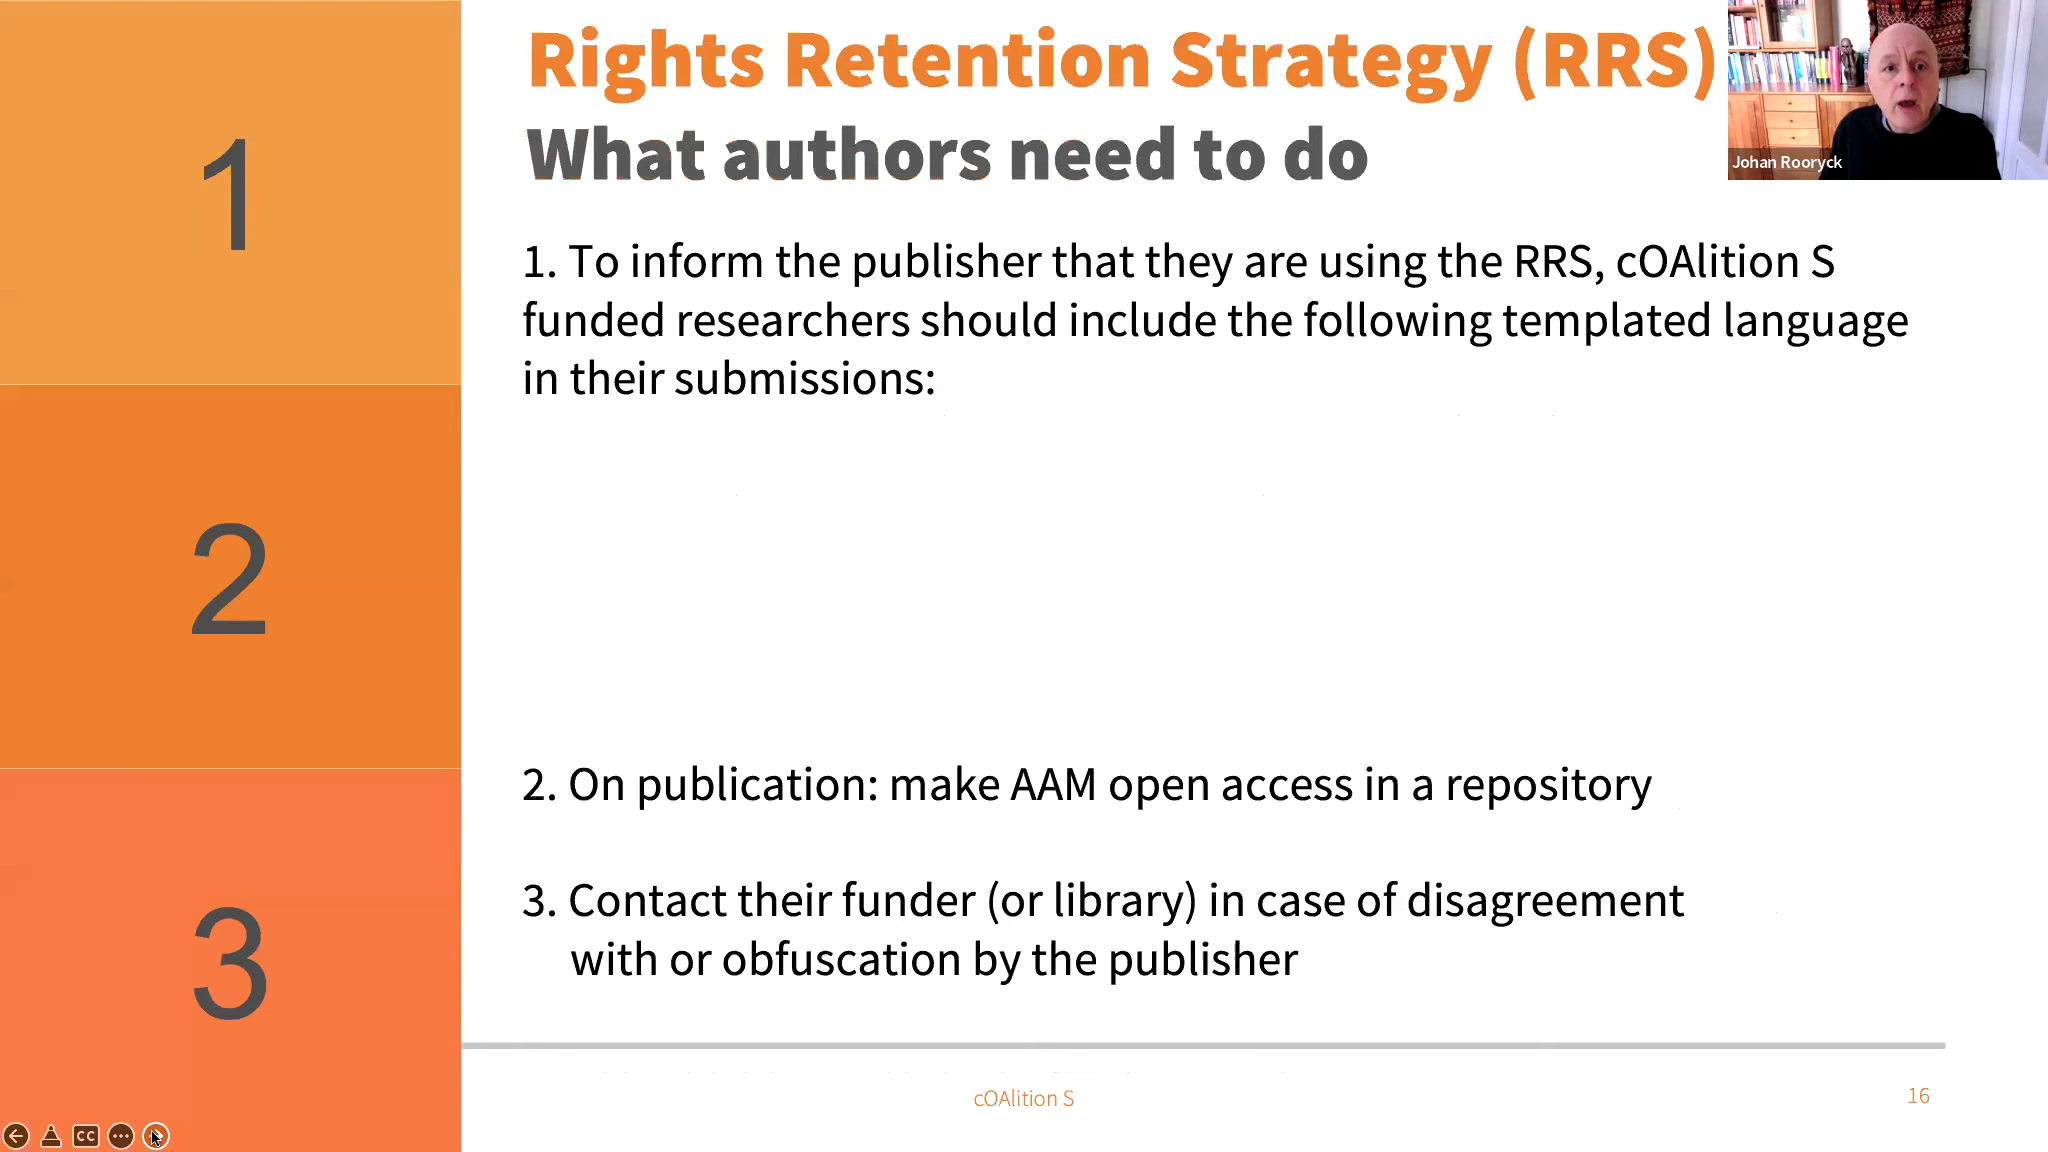 1
2
3
Rights Retention Strategy (RRS)
What authors need to do
Johan Rooryck
1. To inform the publisher that they are using the RRS, cOAlition S
funded researchers should include the following templated language
in their submissions:
2. On publication: make AAM open access in a repository
3. Contact their funder (or library) in case of disagreement
with or obfuscation by the publisher
cOAlition S
16
CC